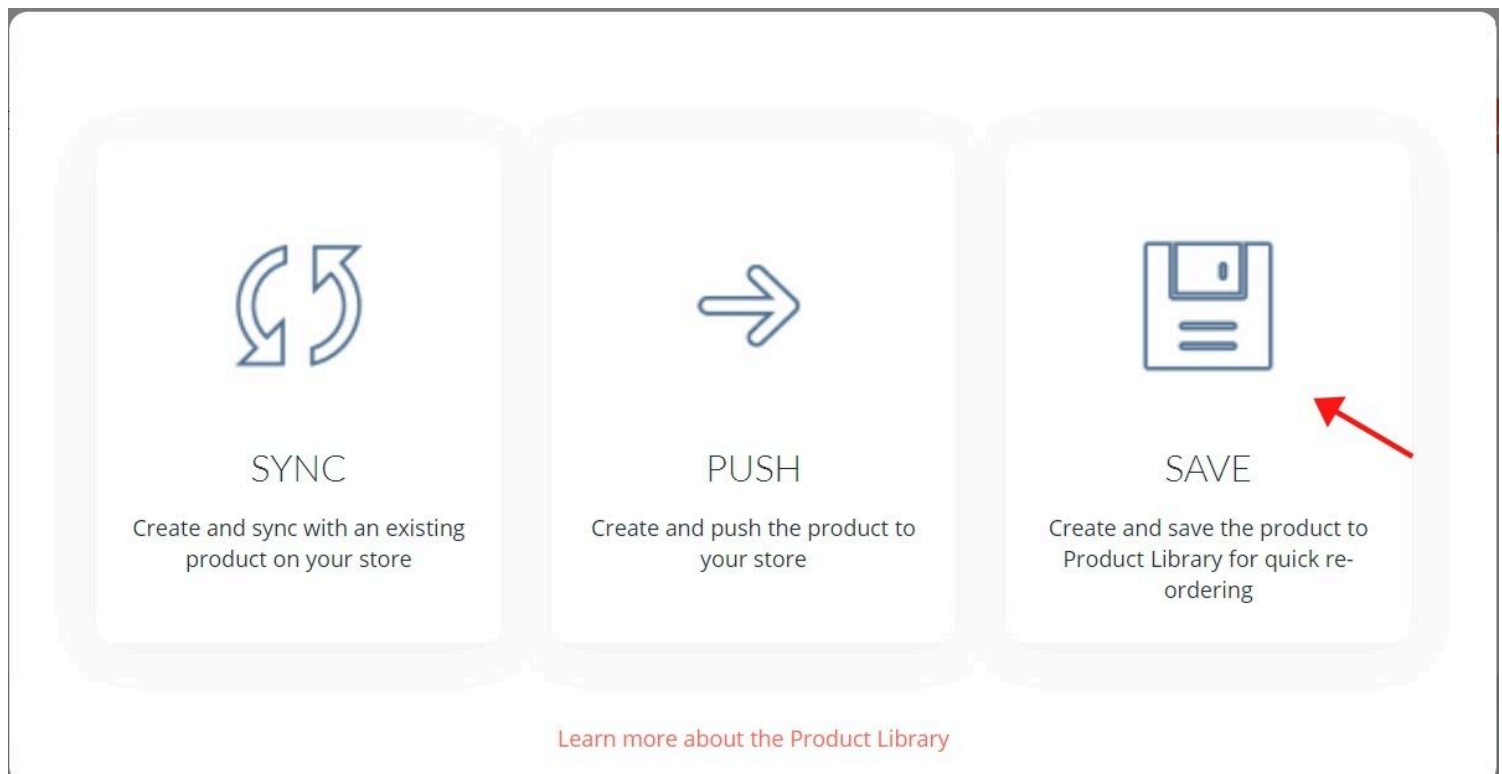 SYNC
Create and sync with an existing
product on your store
PUSH
Create and push the product to
your store
SAVE
Create and save the product to
Product Library for quick re-
ordering
Learn more about the Product Library